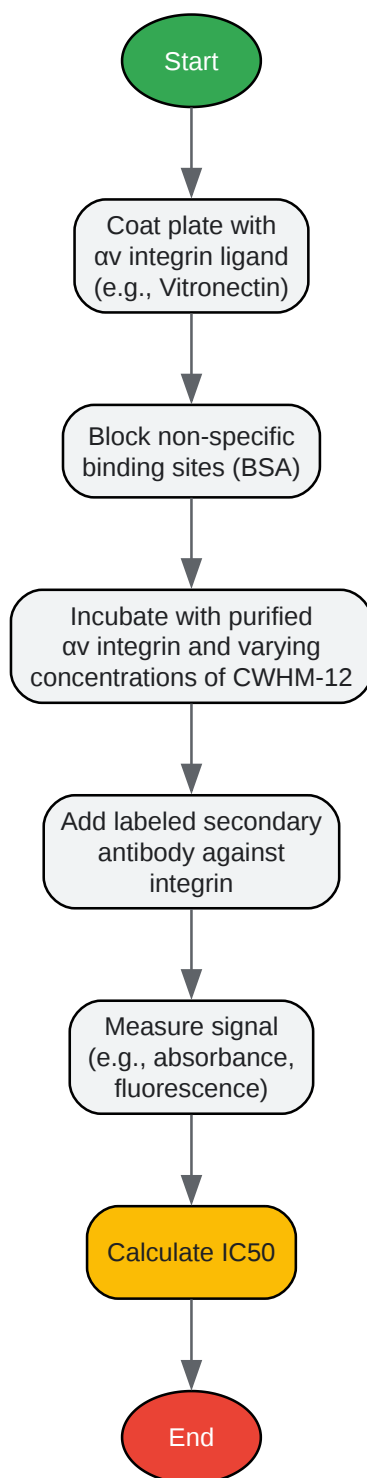 Start
Coat plate with
αv integrin ligand
(e.g., Vitronectin)
Block non-specific
binding sites (BSA)
Incubate with purified
αv integrin and varying
concentrations of CWHM-12
Add labeled secondary
antibody against
integrin
Measure signal
(e.g., absorbance,
fluorescence)
Calculate IC50
End